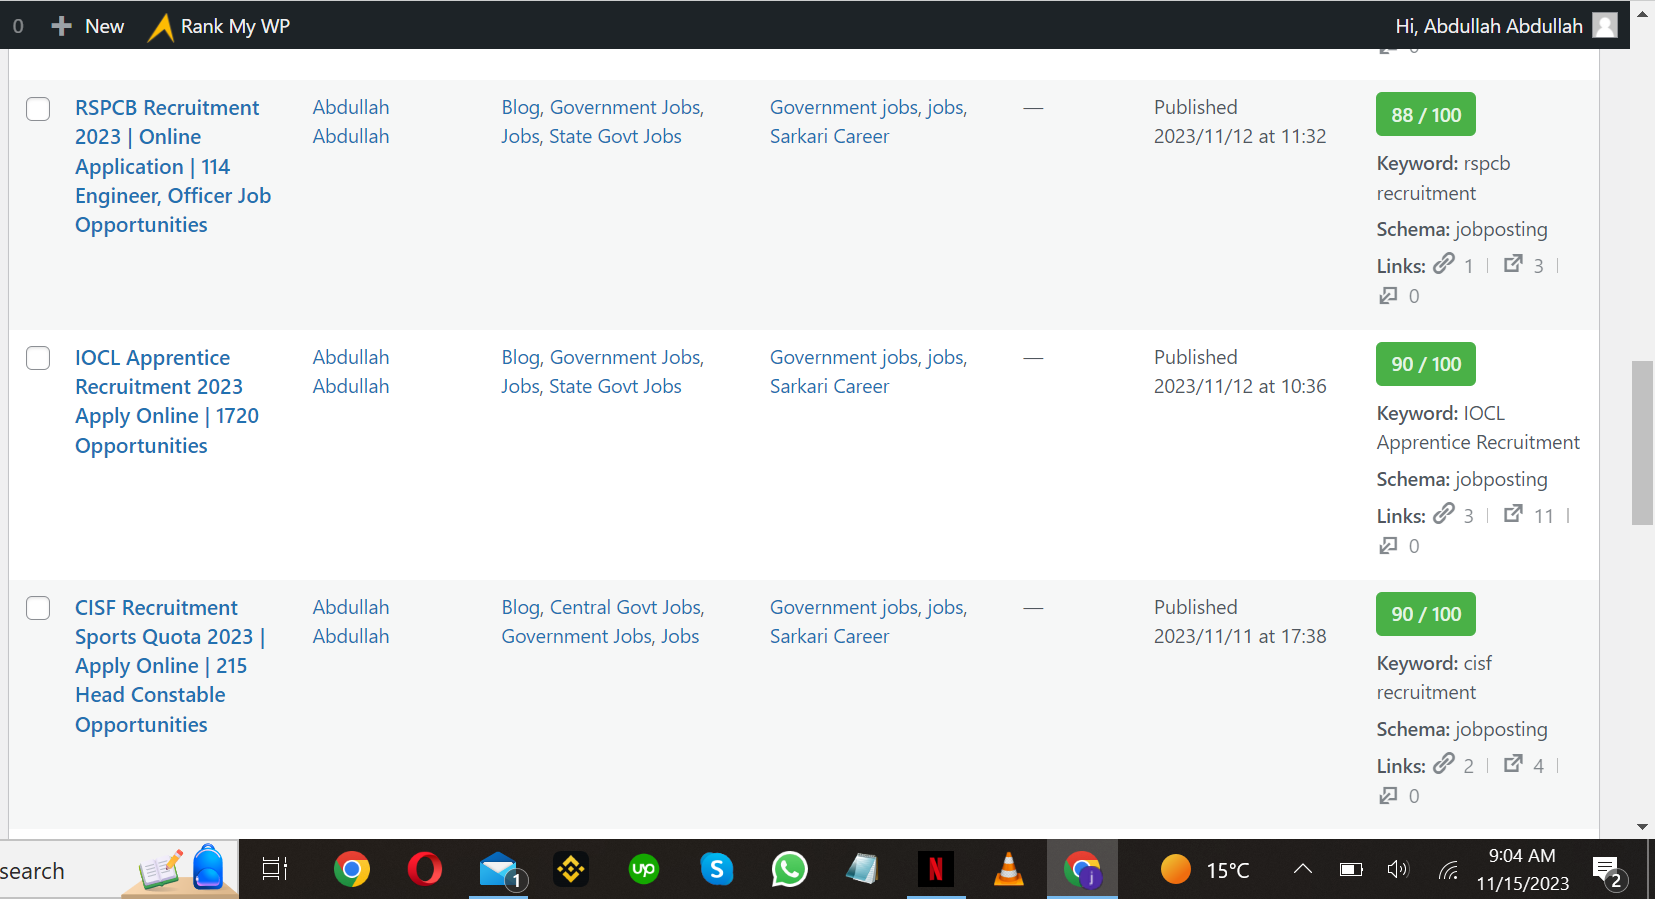 0 New Rank My WP Hi, Abdullah Abdullah
RSPCB Recruitment
2023 | Online
Application | 114
Engineer, Officer Job
Opportunities
Abdullah
Abdullah
Blog, Government Jobs,
Jobs, State Govt Jobs
Government jobs, jobs,
Sarkari Career
—
Published
2023/11/12 at 11:32
88 / 100
Keyword: rspcb
recruitment
Schema: jobposting
Links: 1 | 3 |
0
IOCL Apprentice
Recruitment 2023
Apply Online | 1720
Opportunities
Abdullah
Abdullah
Blog, Government Jobs,
Jobs, State Govt Jobs
Government jobs, jobs,
Sarkari Career
—
Published
2023/11/12 at 10:36
90 / 100
Keyword: IOCL
Apprentice Recruitment
Schema: jobposting
Links: 3 | 11 |
0
CISF Recruitment
Sports Quota 2023 |
Apply Online | 215
Head Constable
Opportunities
Abdullah
Abdullah
Blog, Central Govt Jobs,
Government Jobs, Jobs
Government jobs, jobs,
Sarkari Career
—
Published
2023/11/11 at 17:38
90 / 100
Keyword: cisf
recruitment
Schema: jobposting
Links: 2 | 4 |
0
search
1
up
S
N
j
15°C
9:04 AM
11/15/2023
2